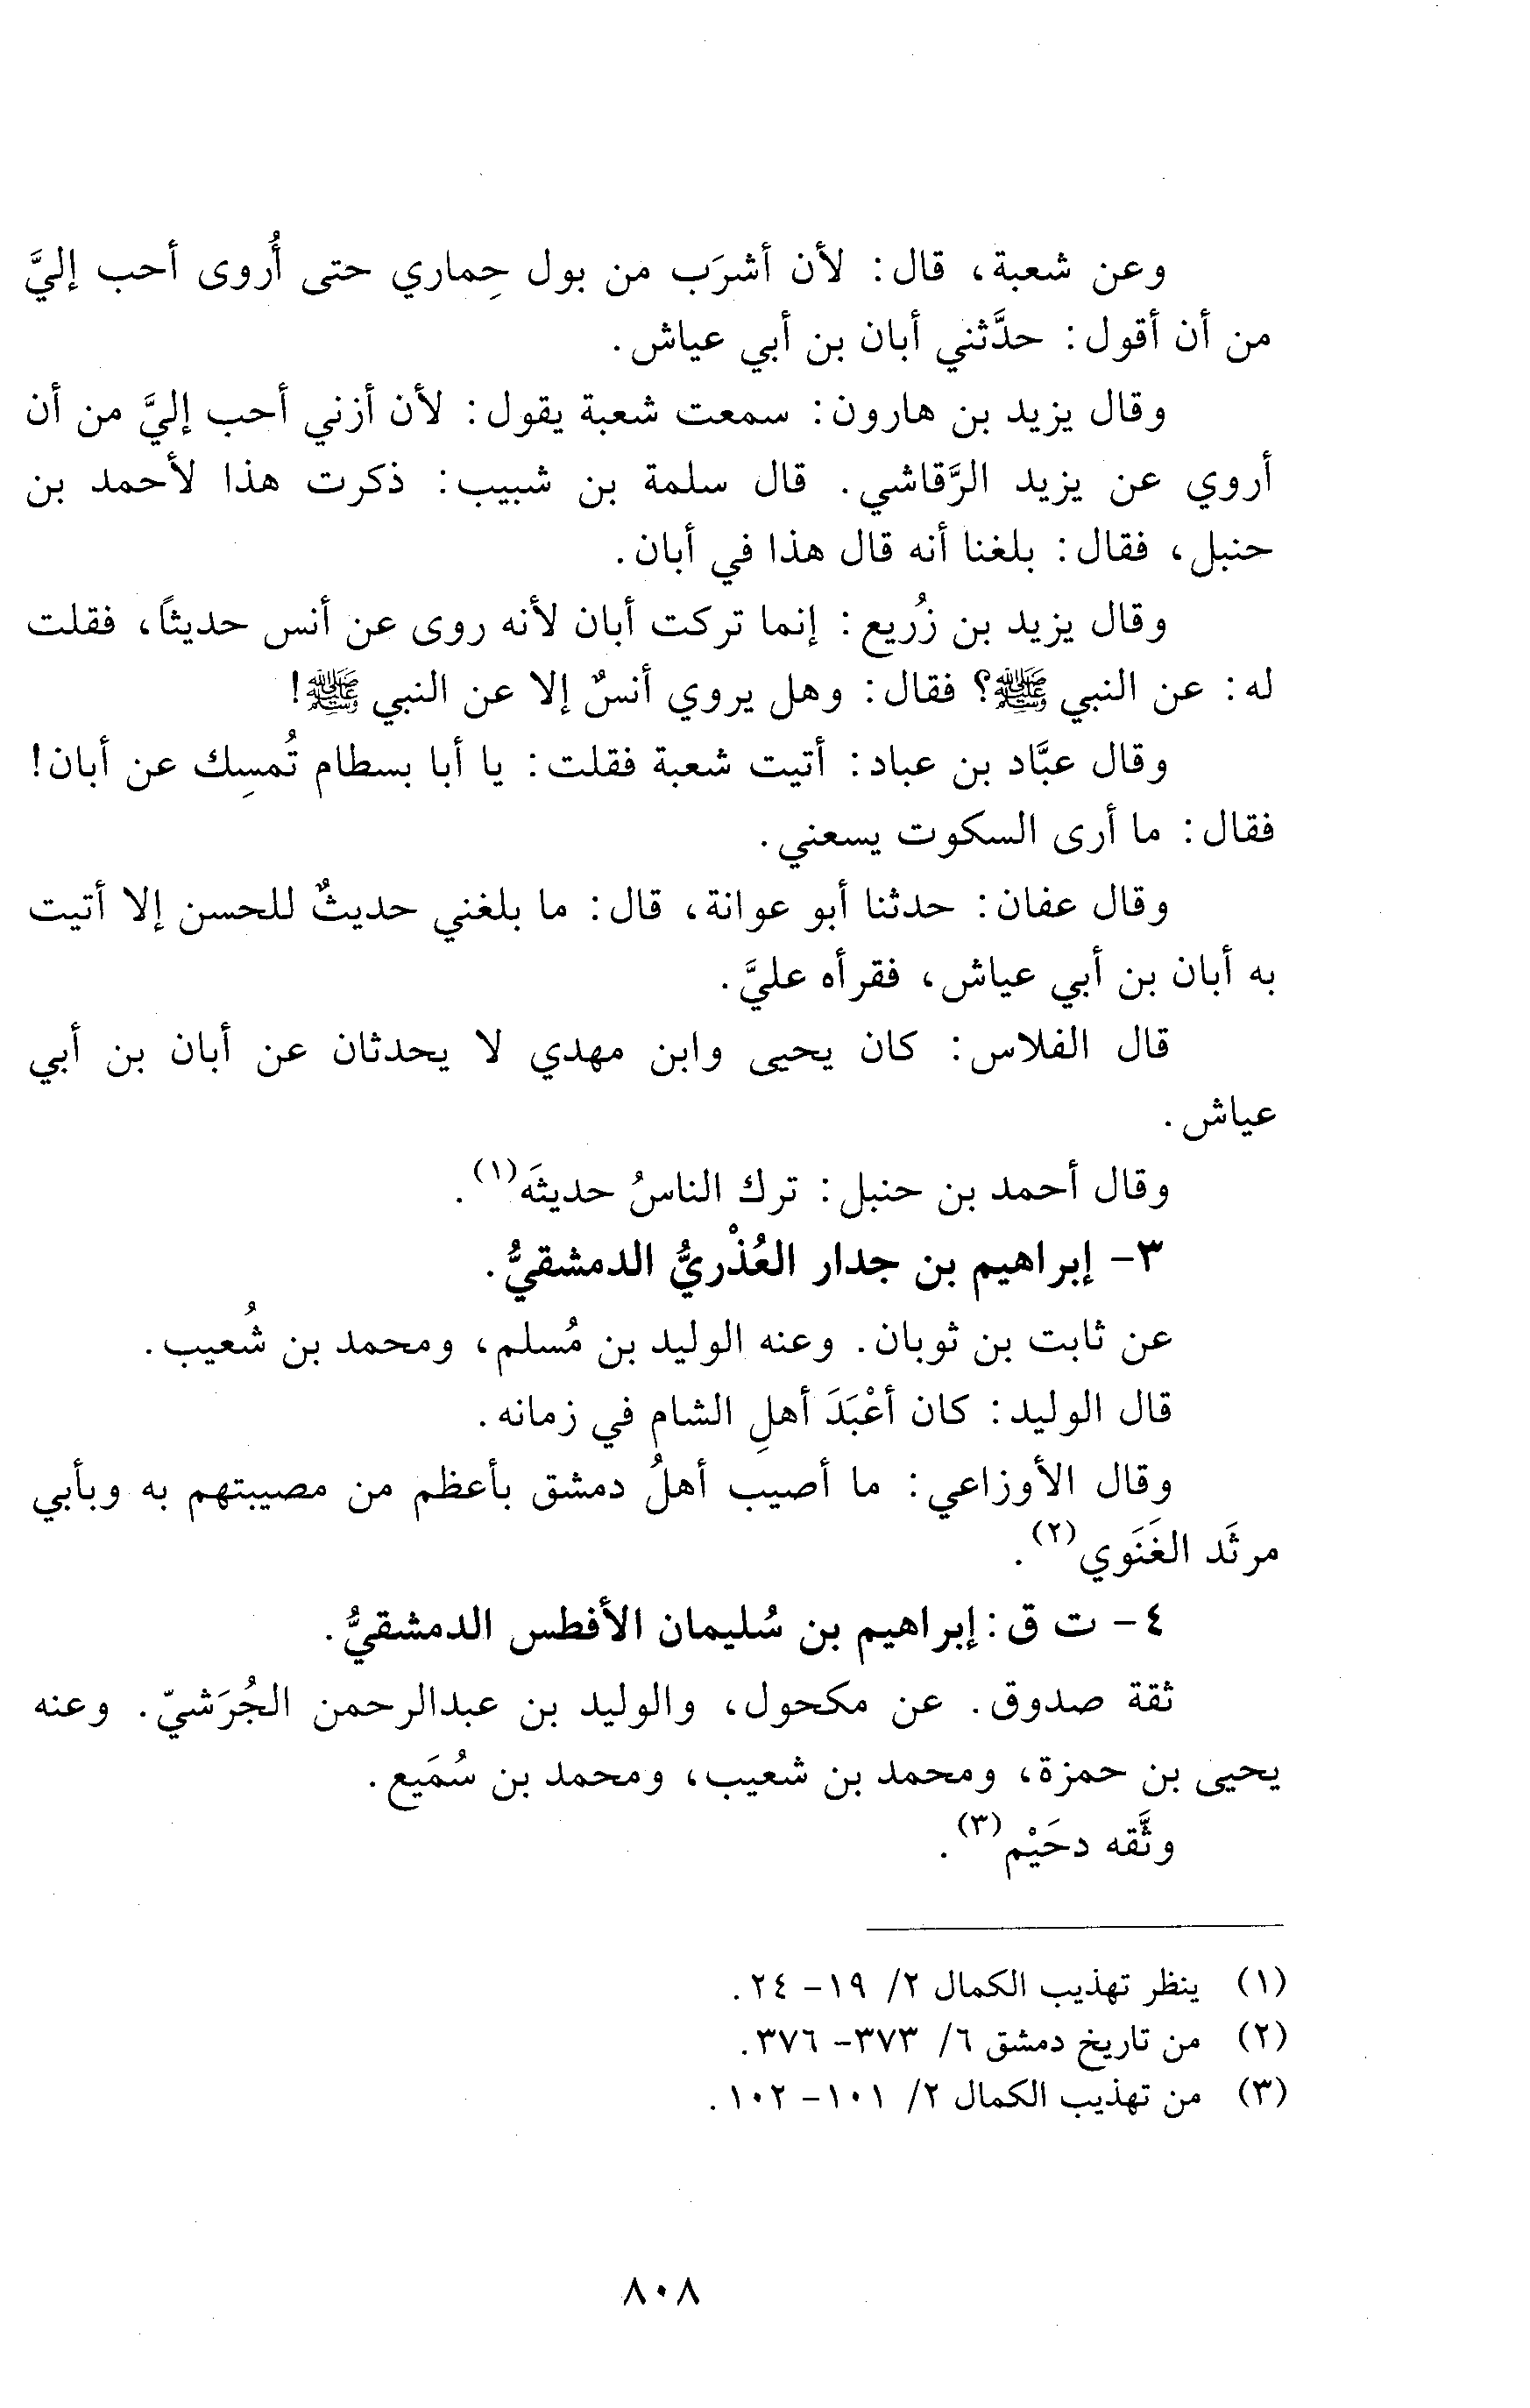 وعن شعبة، قال: لأن أشرَب من بول حِماري حتى أُروى أحب إليَّ
من أن أقول: حدَّثني أبان بن أبي عياش.
وقال يزيد بن هارون: سمعت شعبة يقول: لأن أزني أحب إليَّ من أن
أروي عن يزيد الرَّقاشي. قال سلمة بن شبيب: ذكرت هذا لأحمد بن
حنبل، فقال: بلغنا أنه قال هذا في أبان.
وقال يزيد بن زُريع: إنما تركت أبان لأنه روى عن أنس حديثاً، فقلت
له: عن النبي ﷺ؟ فقال: وهل يروي أنسٌ إلا عن النبي ﷺ!
وقال عبَّاد بن عباد: أتيت شعبة فقلت: يا أبا بسطام تُمسِك عن أبان!
فقال: ما أرى السكوت يسعني.
وقال عفان: حدثنا أبو عوانة، قال: ما بلغني حديثٌ للحسن إلا أتيت
به أبان بن أبي عياش، فقرأه عليَّ.
قال الفلاس: كان يحيى وابن مهدي لا يحدثان عن أبان بن أبي
عياش.
وقال أحمد بن حنبل: ترك الناسُ حديثَه(١).
٣- إبراهيم بن جدار العُذْريُّ الدمشقيُّ.
عن ثابت بن ثوبان. وعنه الوليد بن مُسلم، ومحمد بن شُعيب.
قال الوليد: كان أعْبَدَ أهلِ الشام في زمانه.
وقال الأوزاعي: ما أصيب أهلُ دمشق بأعظم من مصيبتهم به وبأبي
مرثَد الغَنَوي(٢).
٤- ت ق: إبراهيم بن سُليمان الأفطس الدمشقيُّ.
ثقة صدوق. عن مكحول، والوليد بن عبدالرحمن الجُرَشيّ. وعنه
يحيى بن حمزة، ومحمد بن شعيب، ومحمد بن سُمَيع.
وثَّقه دحَيْم(٣).
(١) ينظر تهذيب الكمال ٢/ ١٩- ٢٤.
(٢) من تاريخ دمشق ٦/ ٣٧٣- ٣٧٦.
(٣) من تهذيب الكمال ٢/ ١٠١- ١٠٢.
٨٠٨